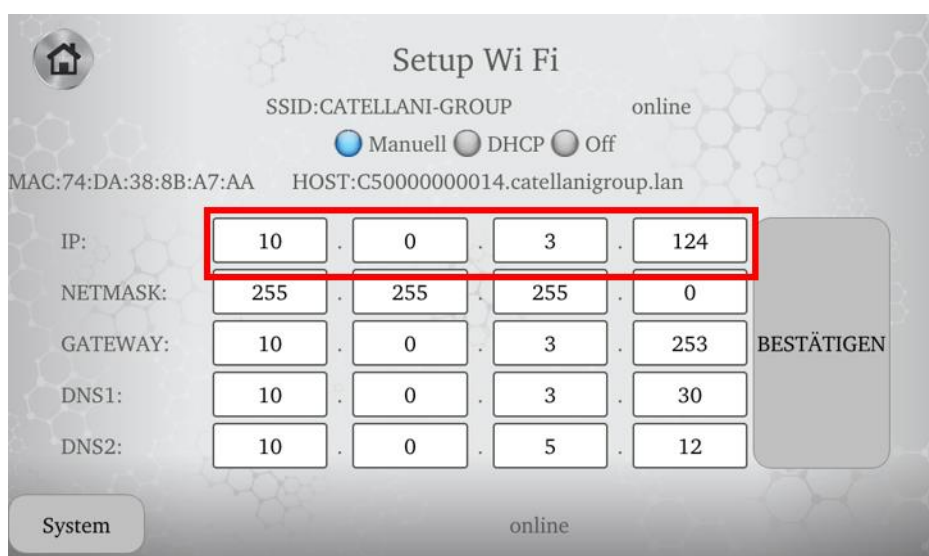 Setup Wi Fi
SSID:CATELLANI-GROUP online
Manuell DHCP Off
MAC:74:DA:38:8B:A7:AA HOST:C50000000014.catellanigroup.lan
IP: 10 . 0 . 3 . 124
NETMASK: 255 . 255 . 255 . 0
GATEWAY: 10 . 0 . 3 . 253
BESTÄTIGEN
DNS1: 10 . 0 . 3 . 30
DNS2: 10 . 0 . 5 . 12
System online